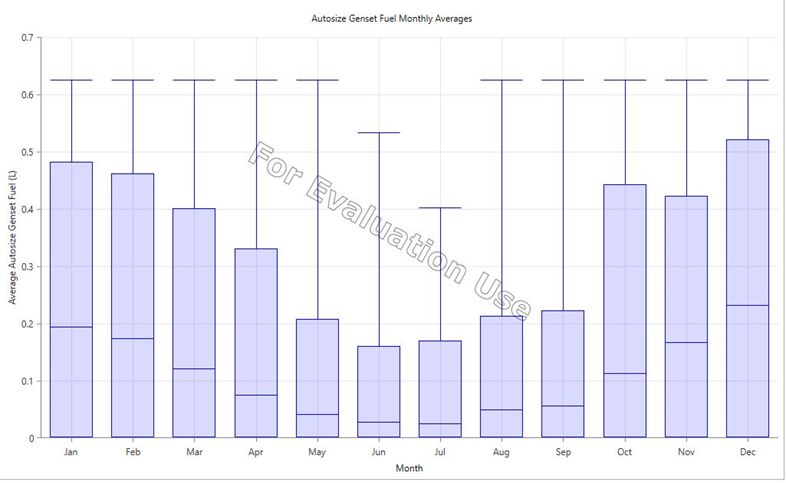 Autosize Genset Fuel Monthly Averages
Average Autosize Genset Fuel (L)
0.7
0.6
0.5
0.4
0.3
0.2
0.1
0
For Evaluation Use
Jan Feb Mar Apr May Jun Jul Aug Sep Oct Nov Dec
Month